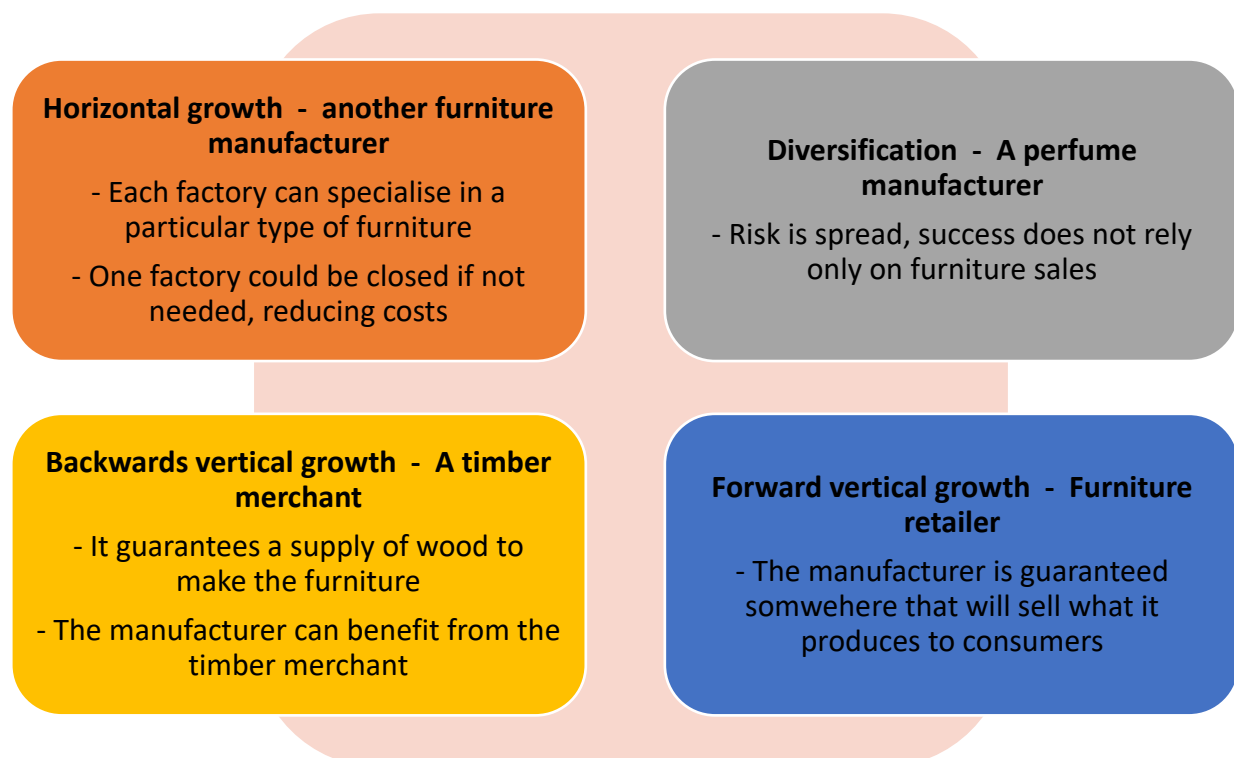 Horizontal growth - another furniture
manufacturer
- Each factory can specialise in a
particular type of furniture
- One factory could be closed if not
needed, reducing costs
Diversification - A perfume
manufacturer
- Risk is spread, success does not rely
only on furniture sales
Backwards vertical growth - A timber
merchant
- It guarantees a supply of wood to
make the furniture
- The manufacturer can benefit from the
timber merchant
Forward vertical growth - Furniture
retailer
- The manufacturer is guaranteed
somwehere that will sell what it
produces to consumers